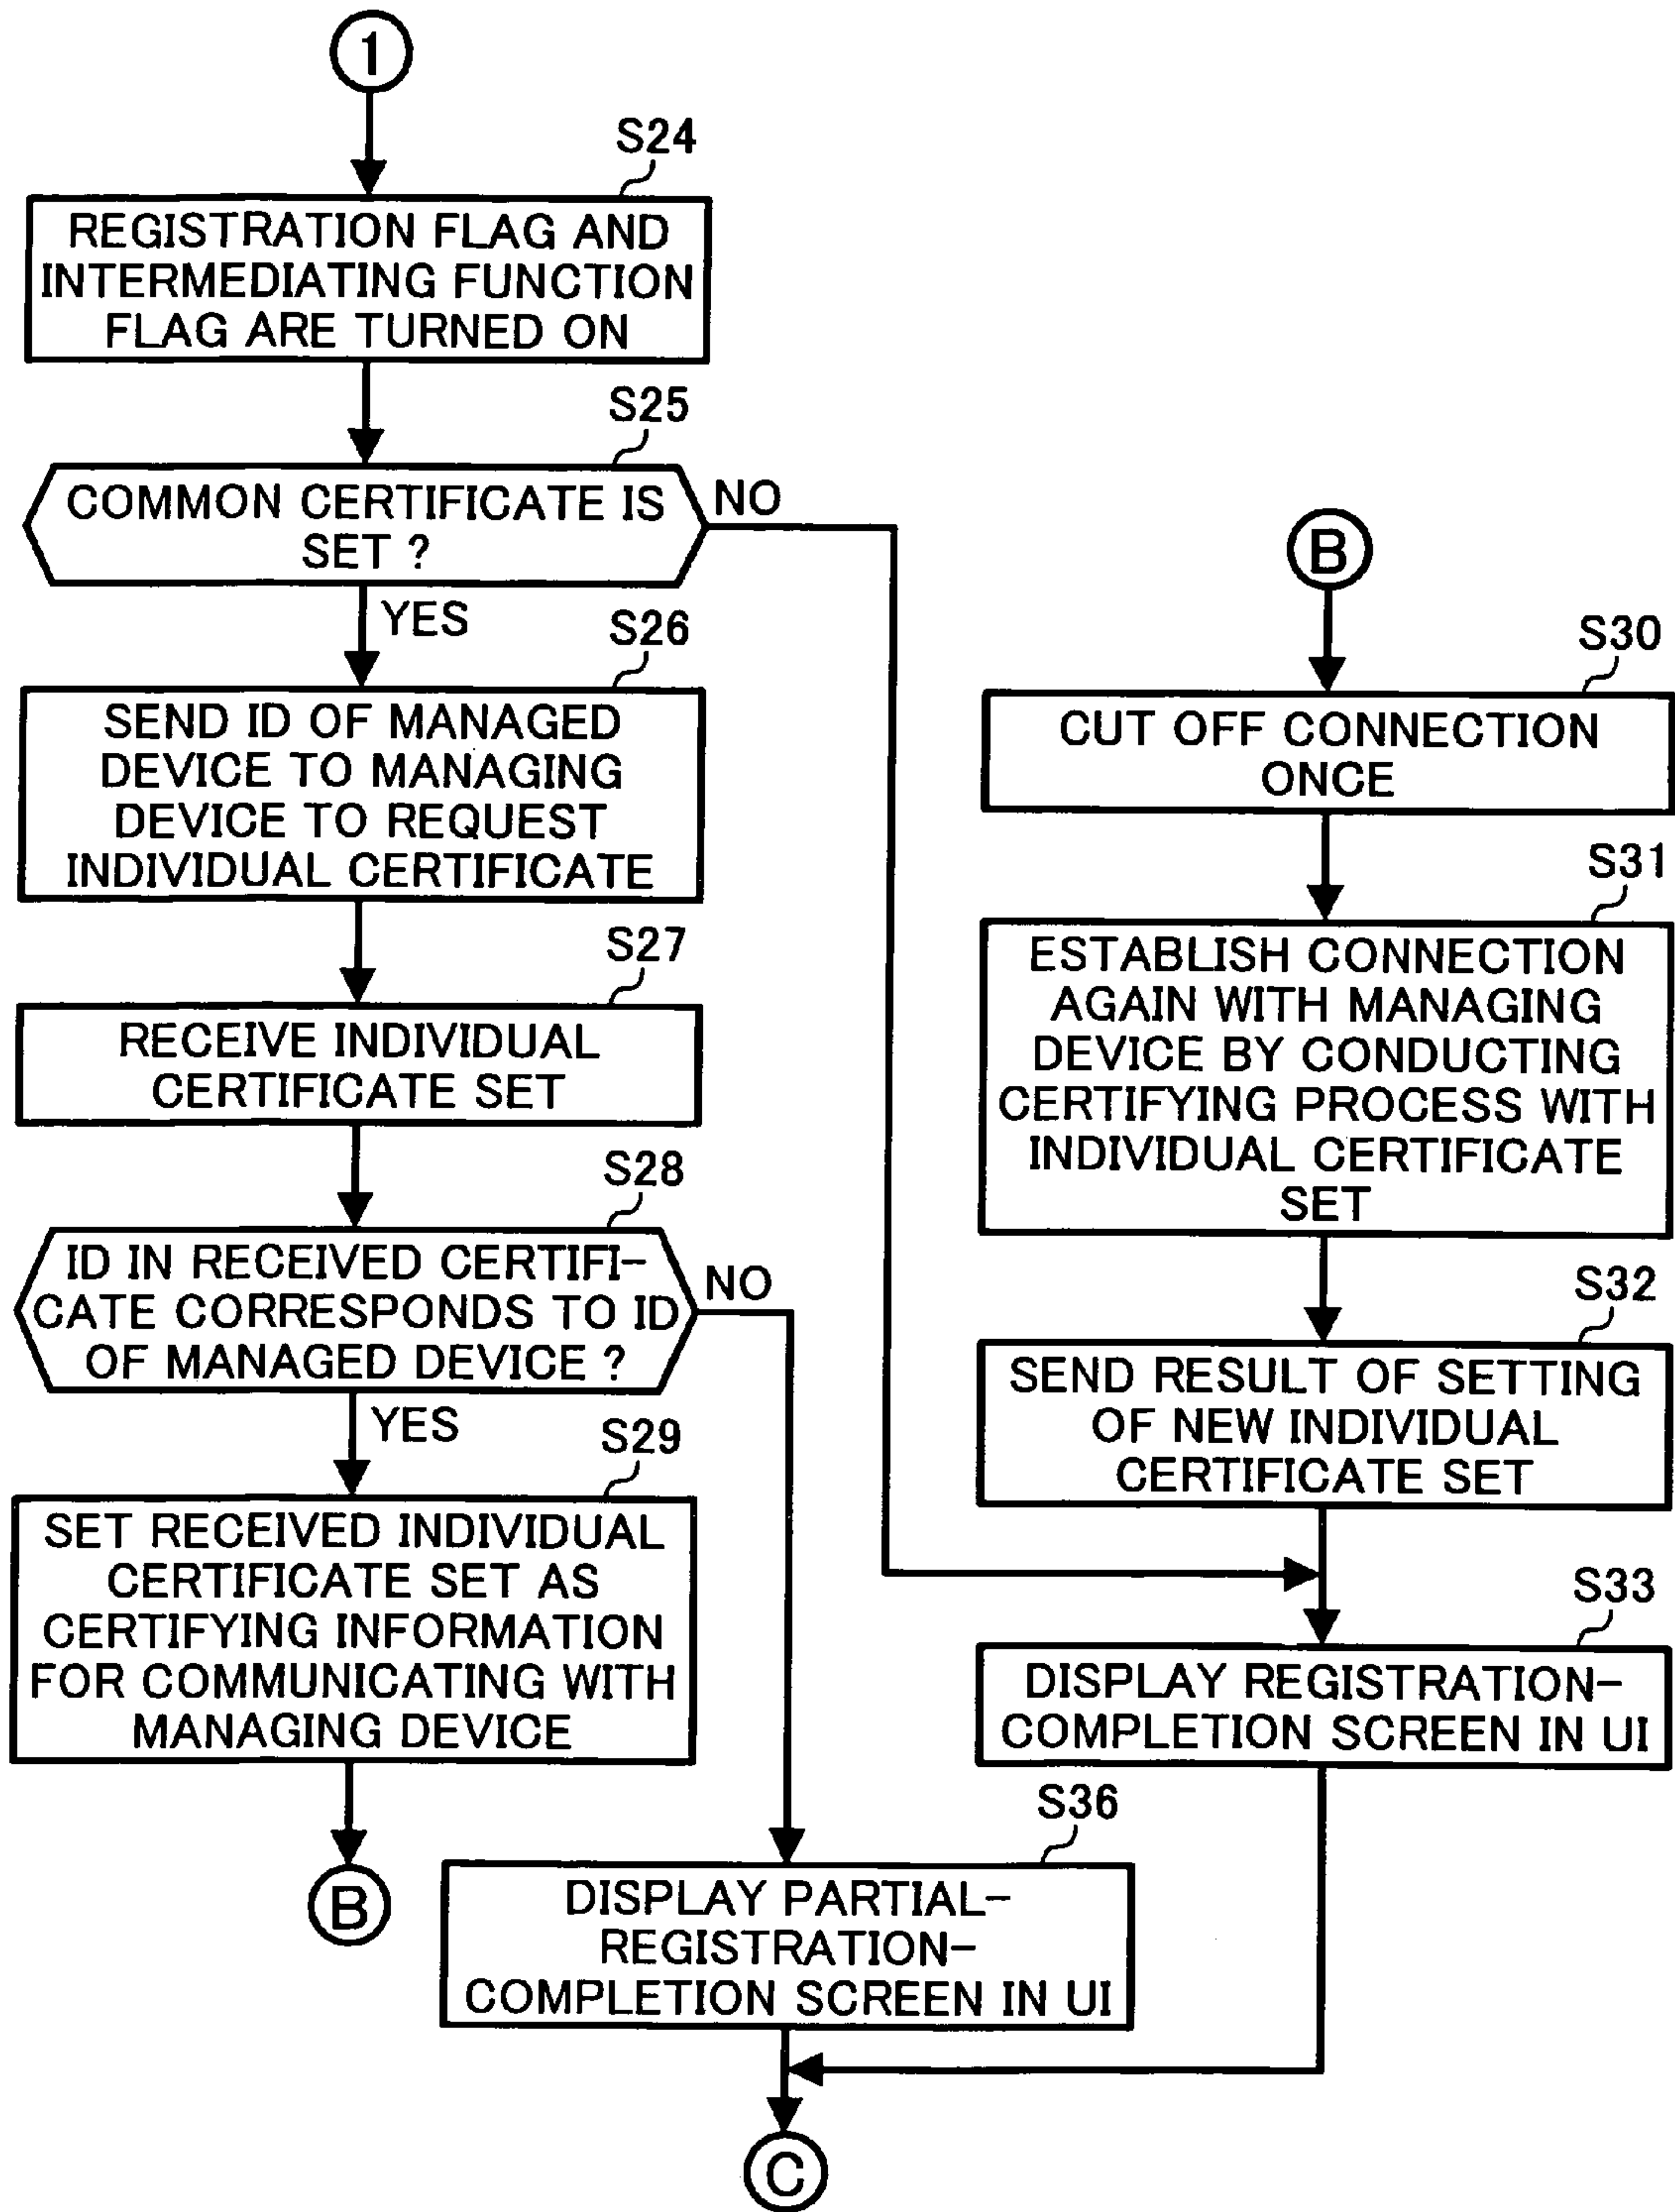 1
S24
REGISTRATION FLAG AND
INTERMEDIATING FUNCTION
FLAG ARE TURNED ON
S25
COMMON CERTIFICATE IS
SET ?
NO
YES
S26
SEND ID OF MANAGED
DEVICE TO MANAGING
DEVICE TO REQUEST
INDIVIDUAL CERTIFICATE
S27
RECEIVE INDIVIDUAL
CERTIFICATE SET
S28
ID IN RECEIVED CERTIFI-
CATE CORRESPONDS TO ID
OF MANAGED DEVICE ?
NO
YES
S29
SET RECEIVED INDIVIDUAL
CERTIFICATE SET AS
CERTIFYING INFORMATION
FOR COMMUNICATING WITH
MANAGING DEVICE
B
B
S30
CUT OFF CONNECTION
ONCE
S31
ESTABLISH CONNECTION
AGAIN WITH MANAGING
DEVICE BY CONDUCTING
CERTIFYING PROCESS WITH
INDIVIDUAL CERTIFICATE
SET
S32
SEND RESULT OF SETTING
OF NEW INDIVIDUAL
CERTIFICATE SET
S33
DISPLAY REGISTRATION-
COMPLETION SCREEN IN UI
S36
DISPLAY PARTIAL-
REGISTRATION-
COMPLETION SCREEN IN UI
C